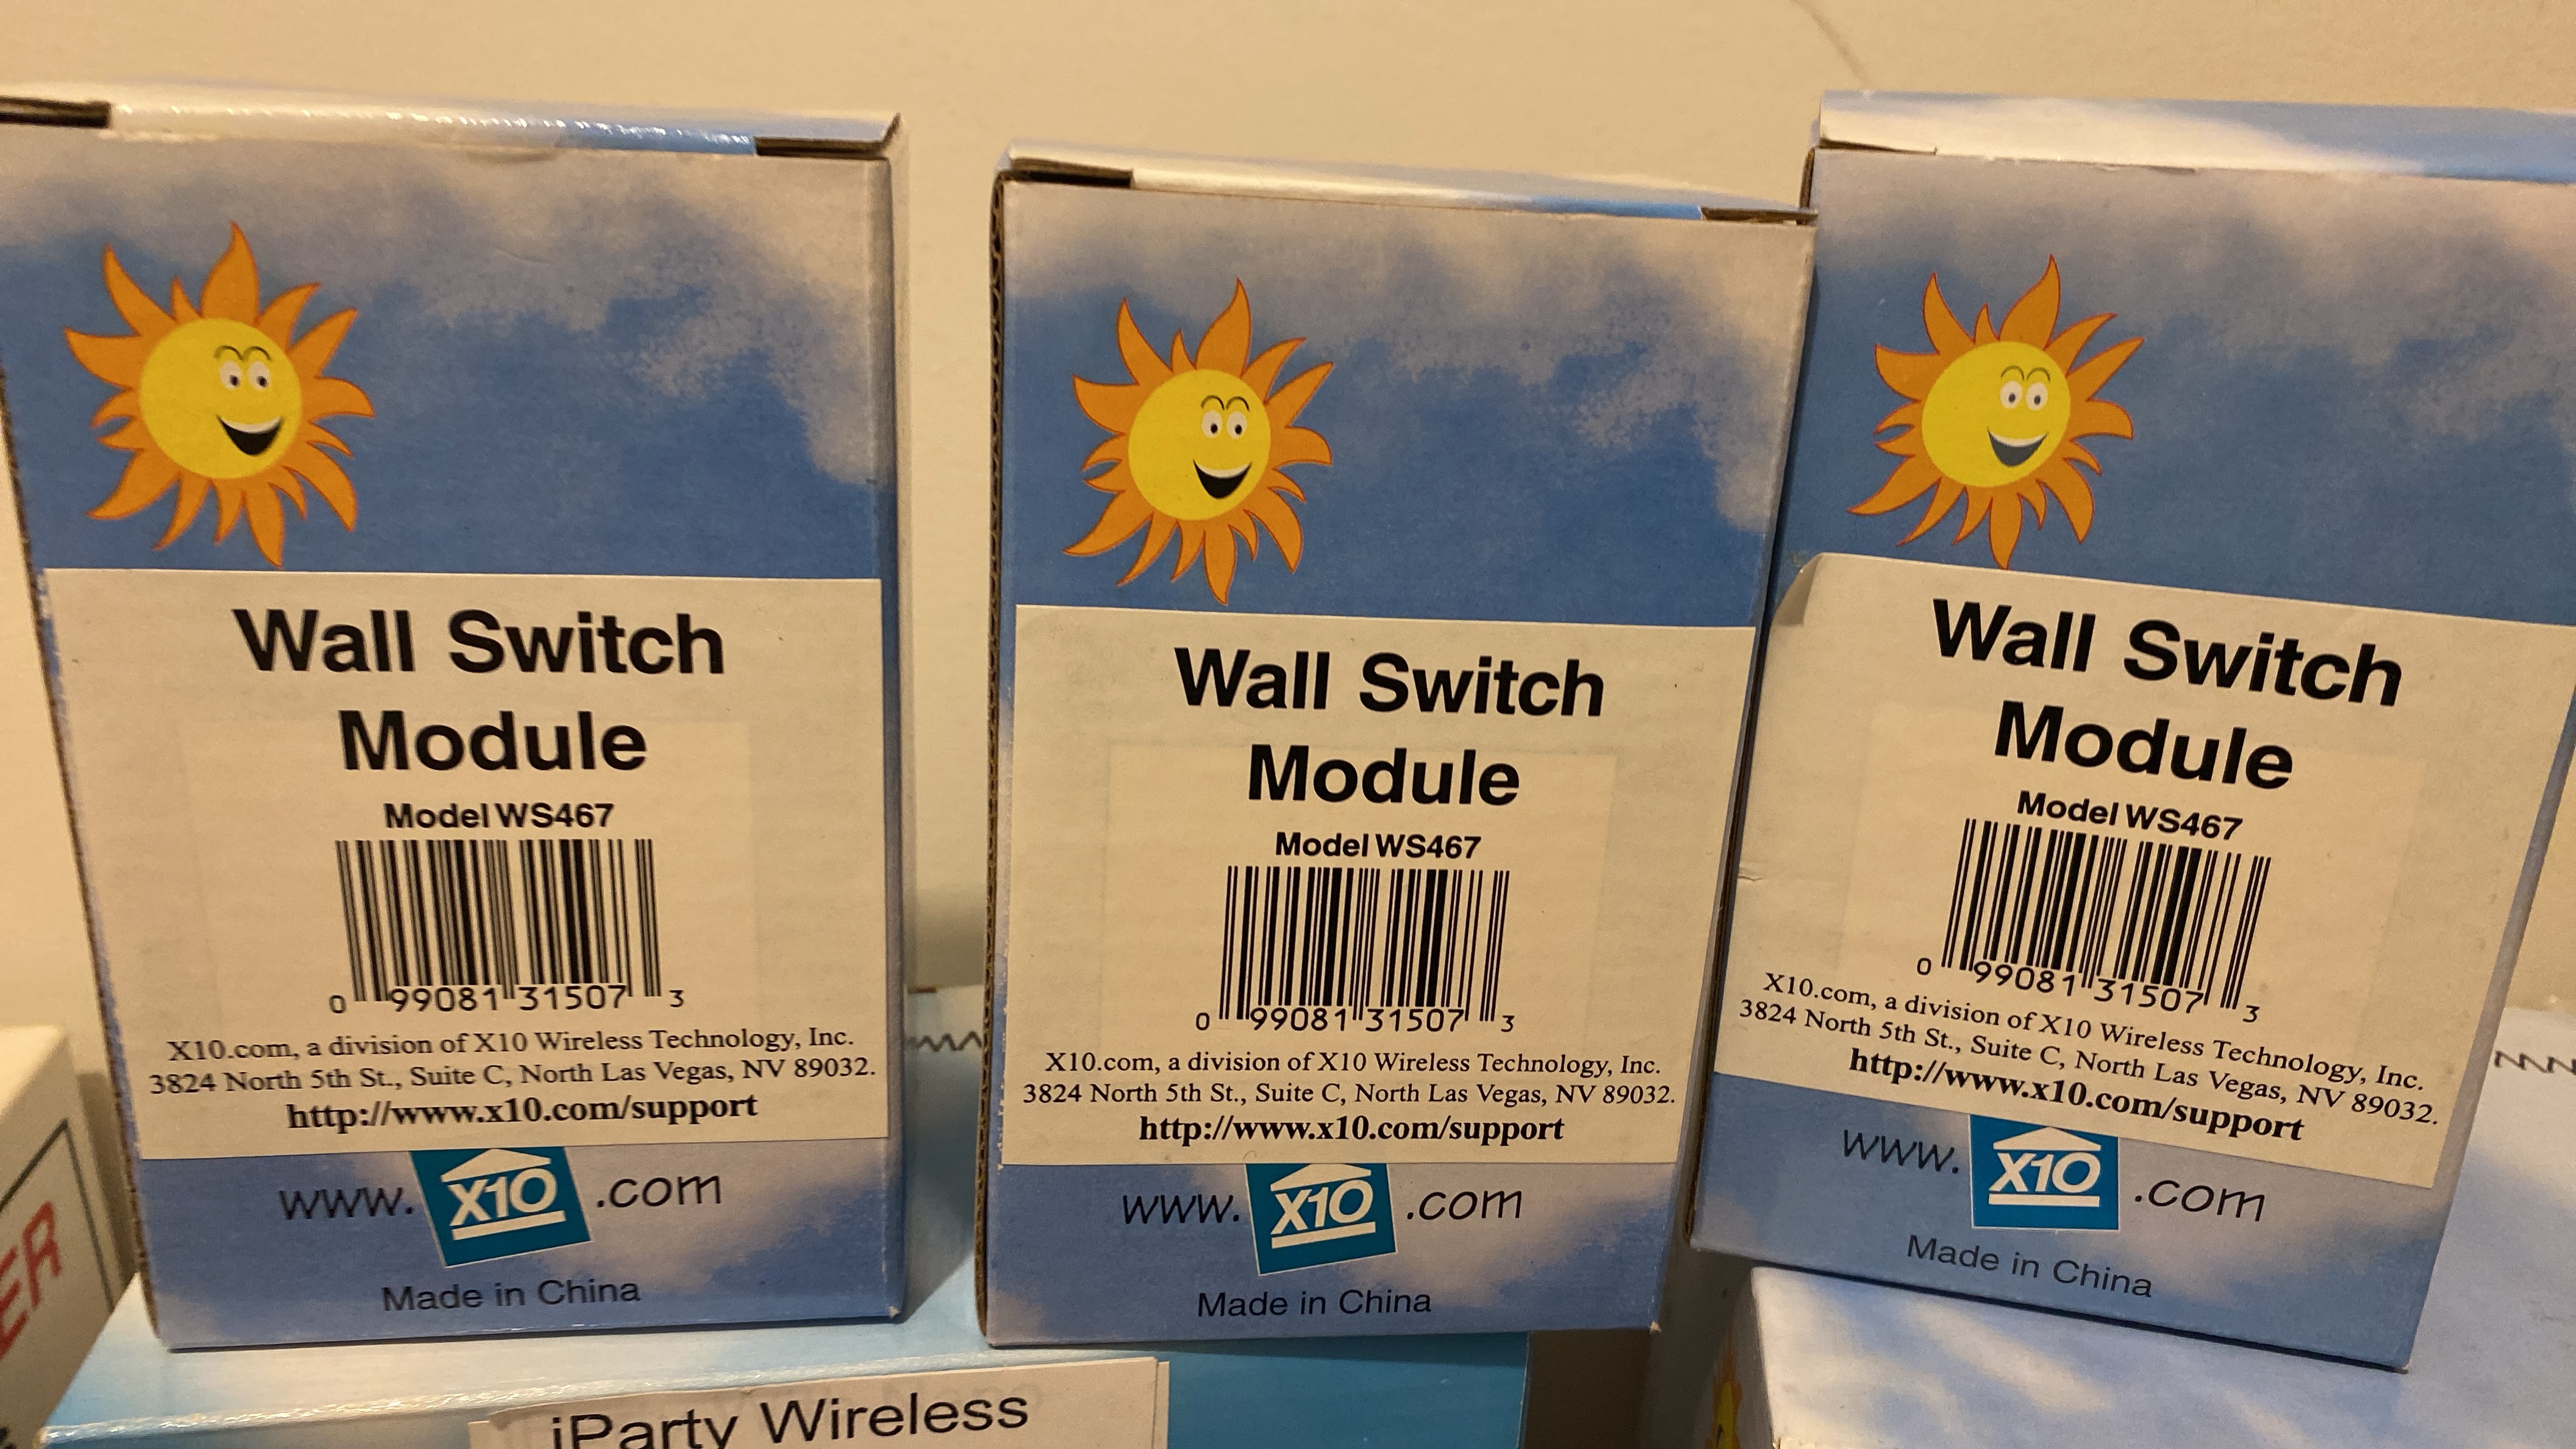 Wall Switch
Module
Model WS467
0 99081 31507 3
X10.com, a division of X10 Wireless Technology, Inc.
3824 North 5th St., Suite C, North Las Vegas, NV 89032.
http://www.x10.com/support
www. X10 .com
Made in China
Wall Switch
Module
Model WS467
0 99081 31507 3
X10.com, a division of X10 Wireless Technology, Inc.
3824 North 5th St., Suite C, North Las Vegas, NV 89032.
http://www.x10.com/support
www. X10 .com
Made in China
Wall Switch
Module
Model WS467
0 99081 31507 3
X10.com, a division of X10 Wireless Technology, Inc.
3824 North 5th St., Suite C, North Las Vegas, NV 89032.
http://www.x10.com/support
www. X10 .com
Made in China
ER
iParty Wireless